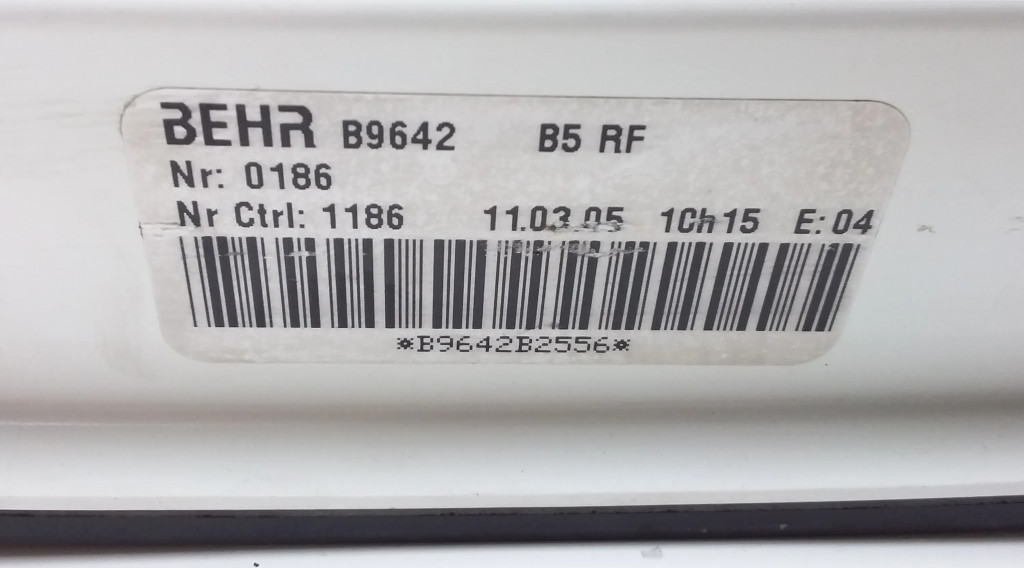 BEHR B9642 B5 RF
Nr: 0186
Nr Ctrl: 1186 11.03.05 10h15 E: 04
*B9642B2556*